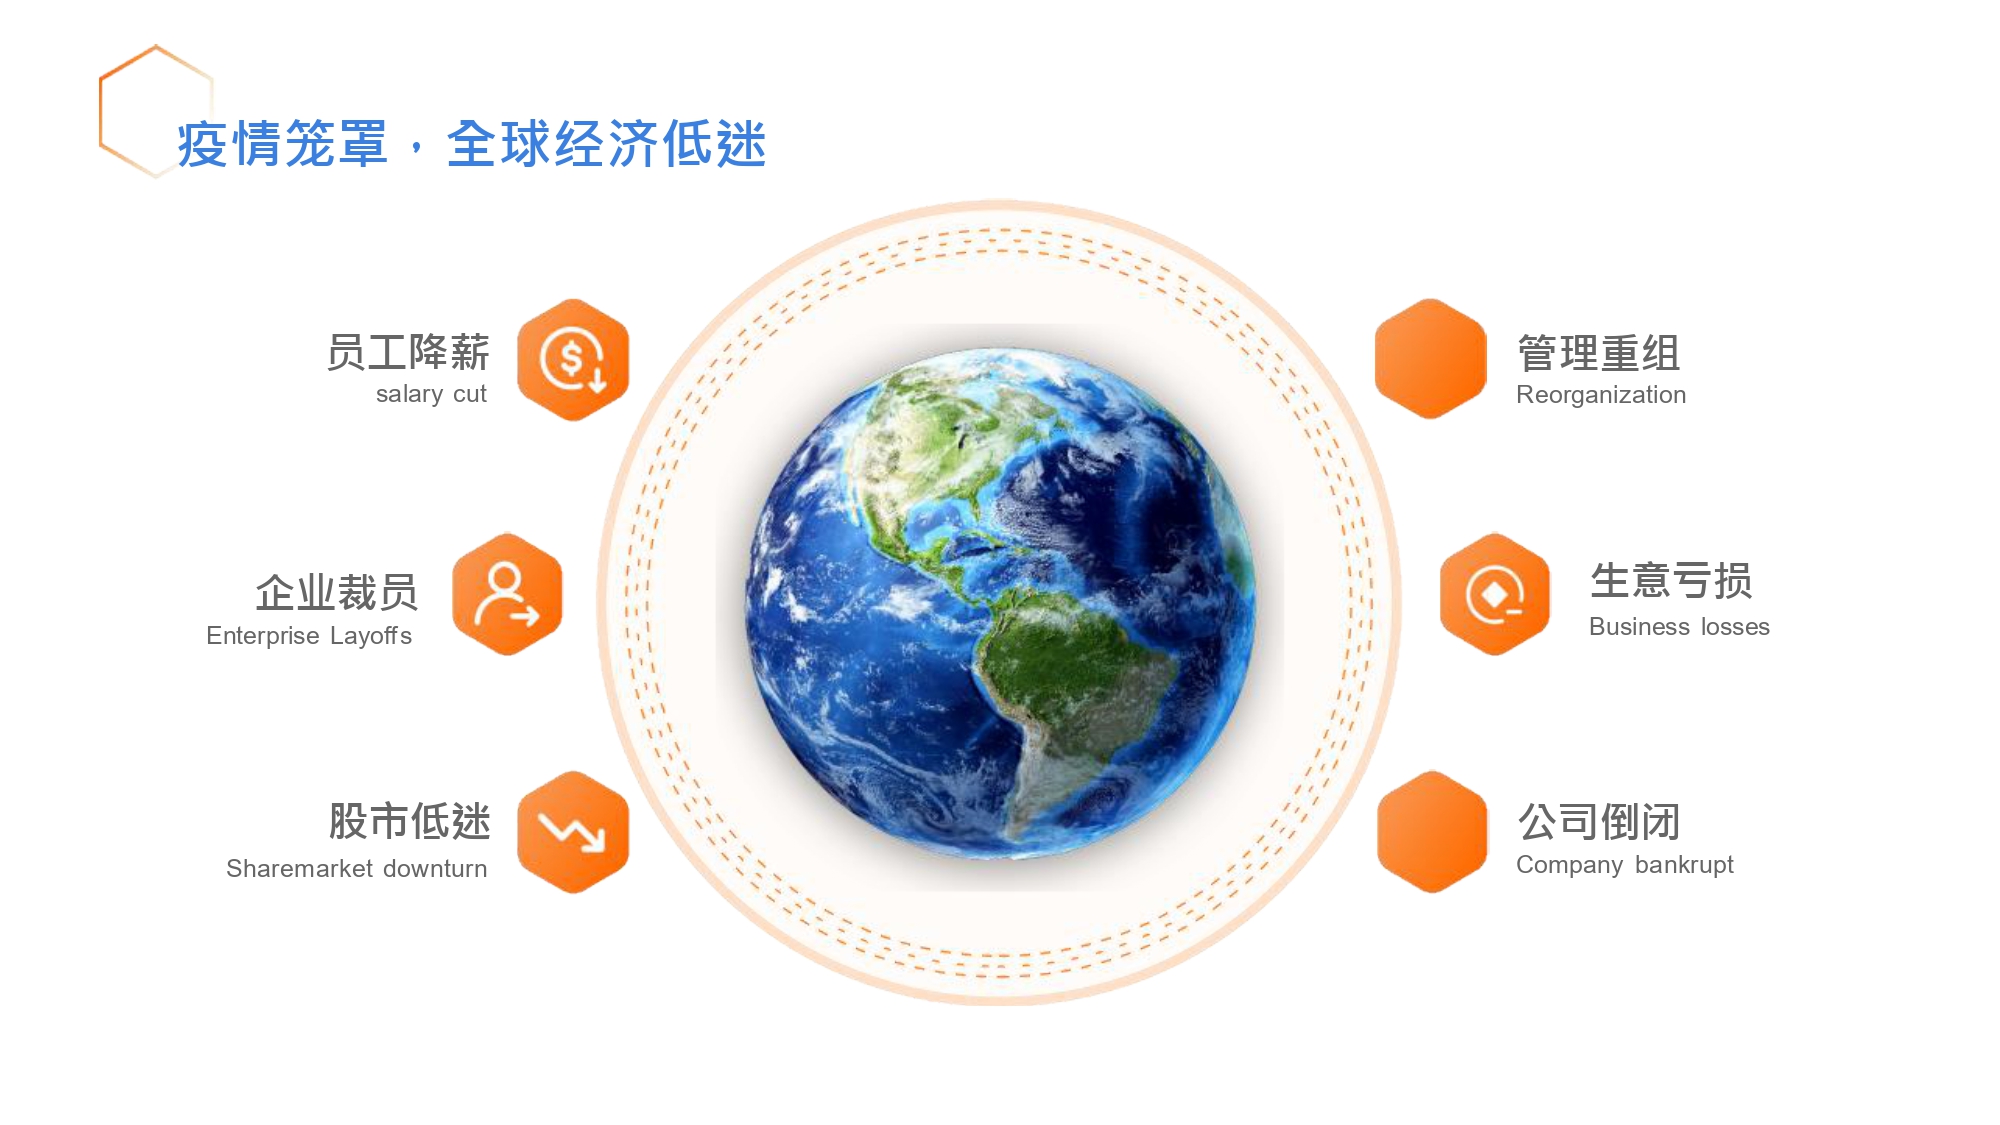 疫情笼罩，全球经济低迷
员工降薪
salary cut
企业裁员
Enterprise Layoffs
股市低迷
Sharemarket downturn
管理重组
Reorganization
生意亏损
Business losses
公司倒闭
Company bankrupt